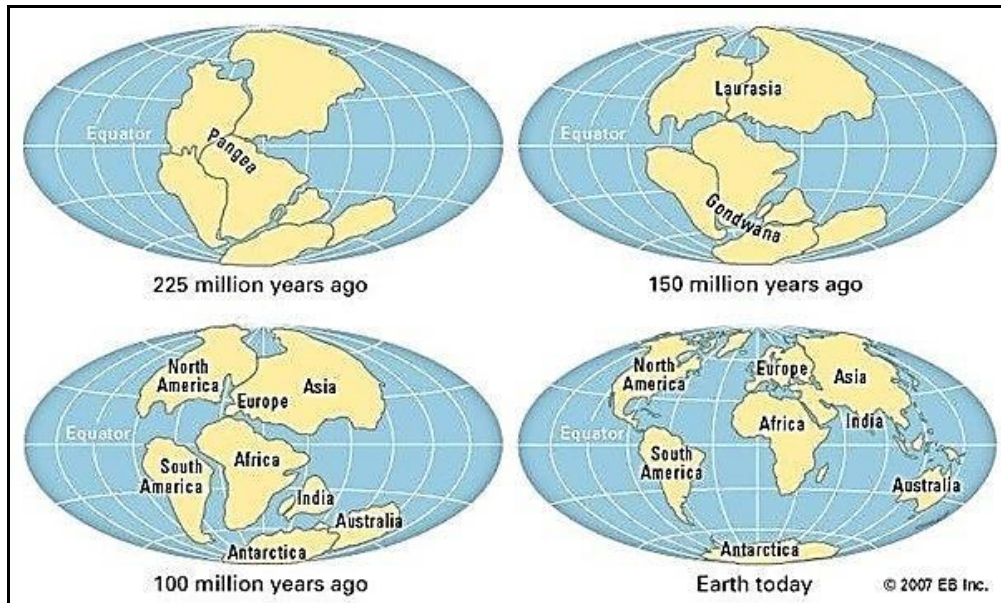 Equator
Pangea
225 million years ago
Laurasia
Gondwana
150 million years ago
North
America
Europe
Asia
Equator
South
America
Africa
India
Australia
Antarctica
100 million years ago
North
America
Europe
Asia
Equator
Africa
India
South
America
Australia
Antarctica
Earth today
© 2007 EB Inc.